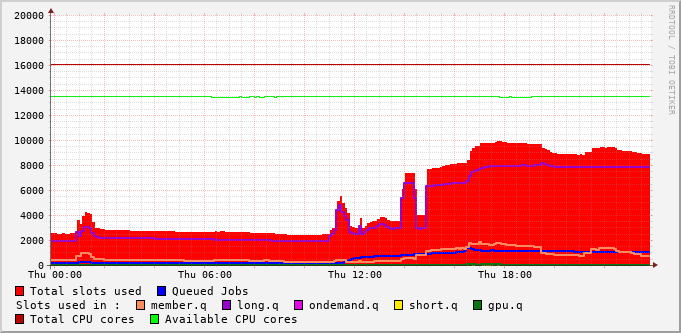 20000
18000
16000
14000
12000
10000
8000
6000
4000
2000
0
Thu 00:00 Thu 06:00 Thu 12:00 Thu 18:00
RRDTOOL / TOBI OETIKER
Total slots used Queued Jobs
Slots used in : member.q long.q ondemand.q short.q gpu.q
Total CPU cores Available CPU cores